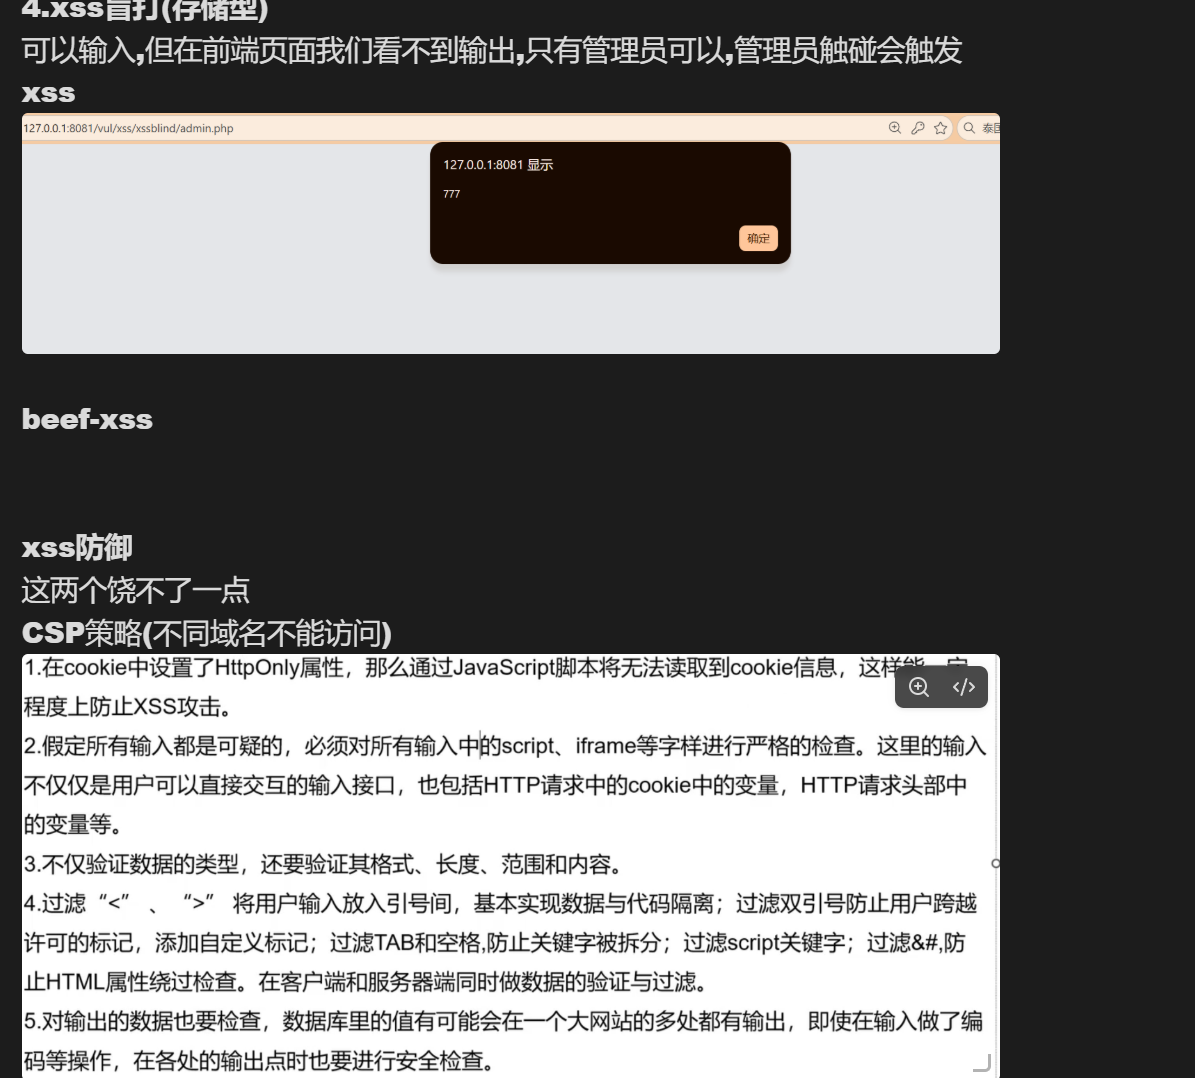 4.xss盲打(存储型)
可以输入,但在前端页面我们看不到输出,只有管理员可以,管理员触碰会触发
xss
127.0.0.1:8081/vul/xss/xssblind/admin.php
泰国
127.0.0.1:8081 显示
777
确定
beef-xss
xss防御
这两个饶不了一点
CSP策略(不同域名不能访问)
1.在cookie中设置了HttpOnly属性，那么通过JavaScript脚本将无法读取到cookie信息，这样能一定
程度上防止XSS攻击。
2.假定所有输入都是可疑的，必须对所有输入中的script、iframe等字样进行严格的检查。这里的输入
不仅仅是用户可以直接交互的输入接口，也包括HTTP请求中的cookie中的变量，HTTP请求头部中
的变量等。
3.不仅验证数据的类型，还要验证其格式、长度、范围和内容。
4.过滤“<” 、“>” 将用户输入放入引号间，基本实现数据与代码隔离；过滤双引号防止用户跨越
许可的标记，添加自定义标记；过滤TAB和空格,防止关键字被拆分；过滤script关键字；过滤&#,防
止HTML属性绕过检查。在客户端和服务器端同时做数据的验证与过滤。
5.对输出的数据也要检查，数据库里的值有可能会在一个大网站的多处都有输出，即使在输入做了编
码等操作，在各处的输出点时也要进行安全检查。